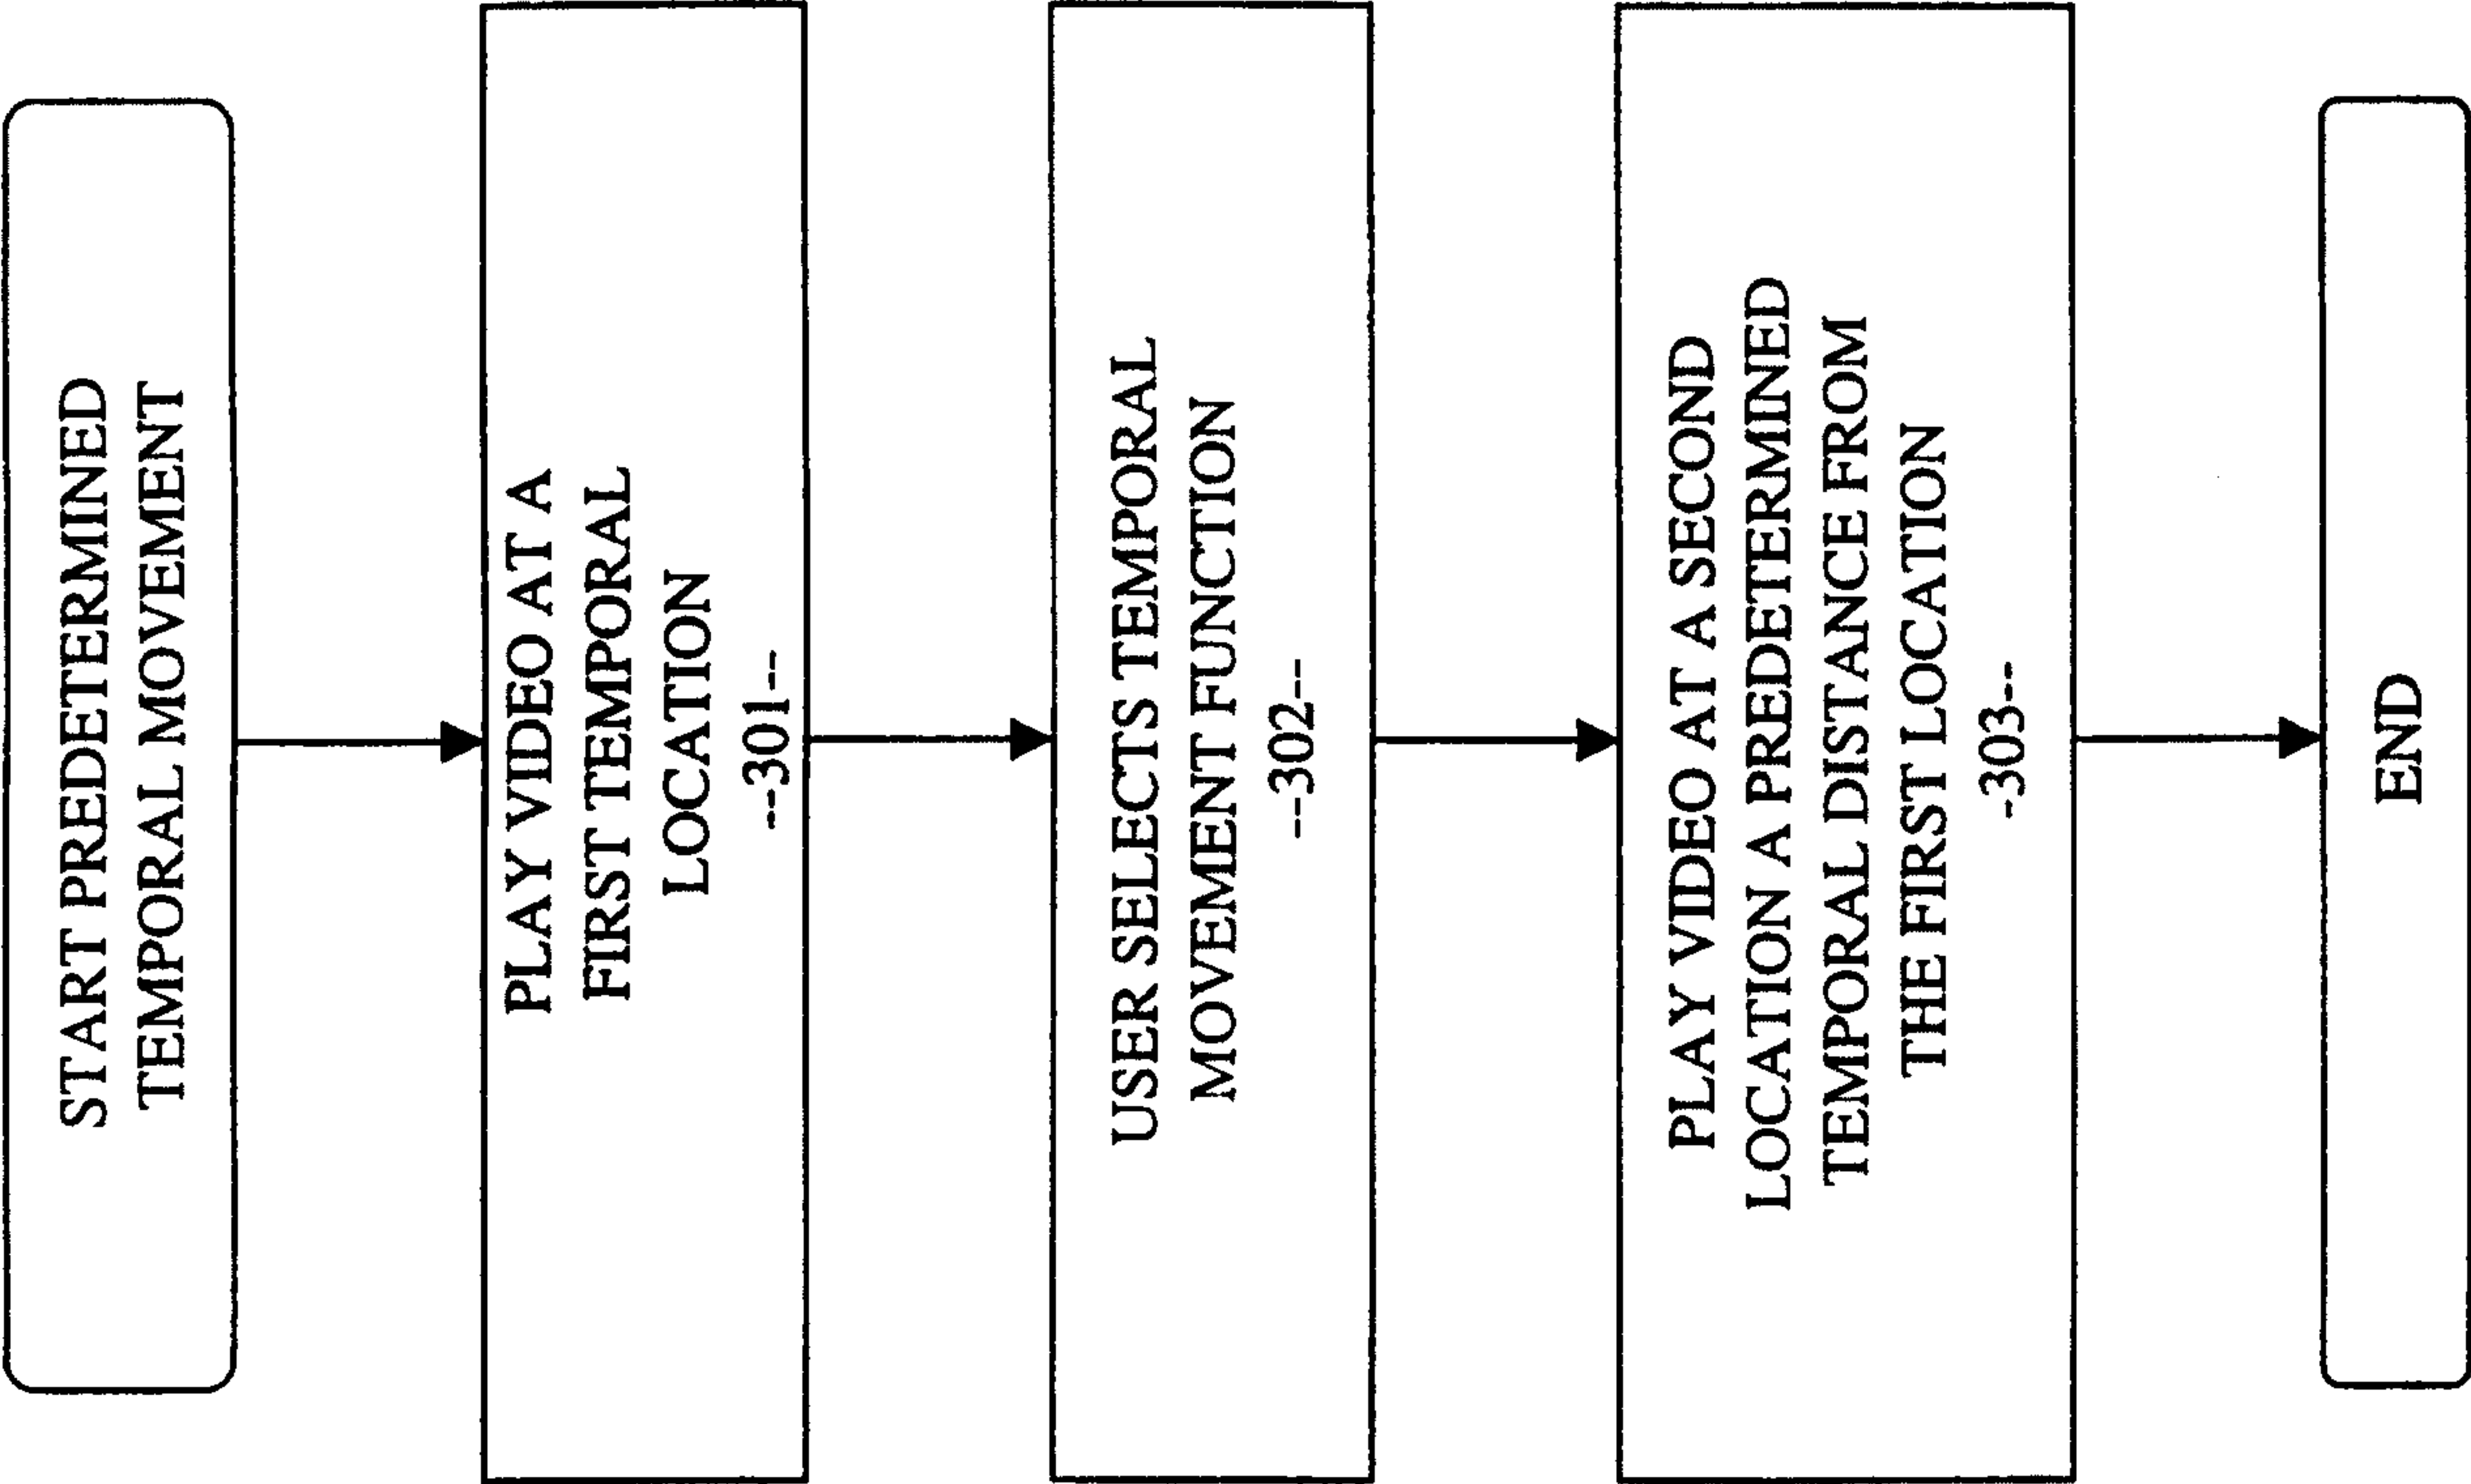 START PREDETERMINED
TEMPORAL MOVEMENT
PLAY VIDEO AT A
FIRST TEMPORAL
LOCATION
--301--
USER SELECTS TEMPORAL
MOVEMENT FUNCTION
--302--
PLAY VIDEO AT A SECOND
LOCATION A PREDETERMINED
TEMPORAL DISTANCE FROM
THE FIRST LOCATION
-303--
END